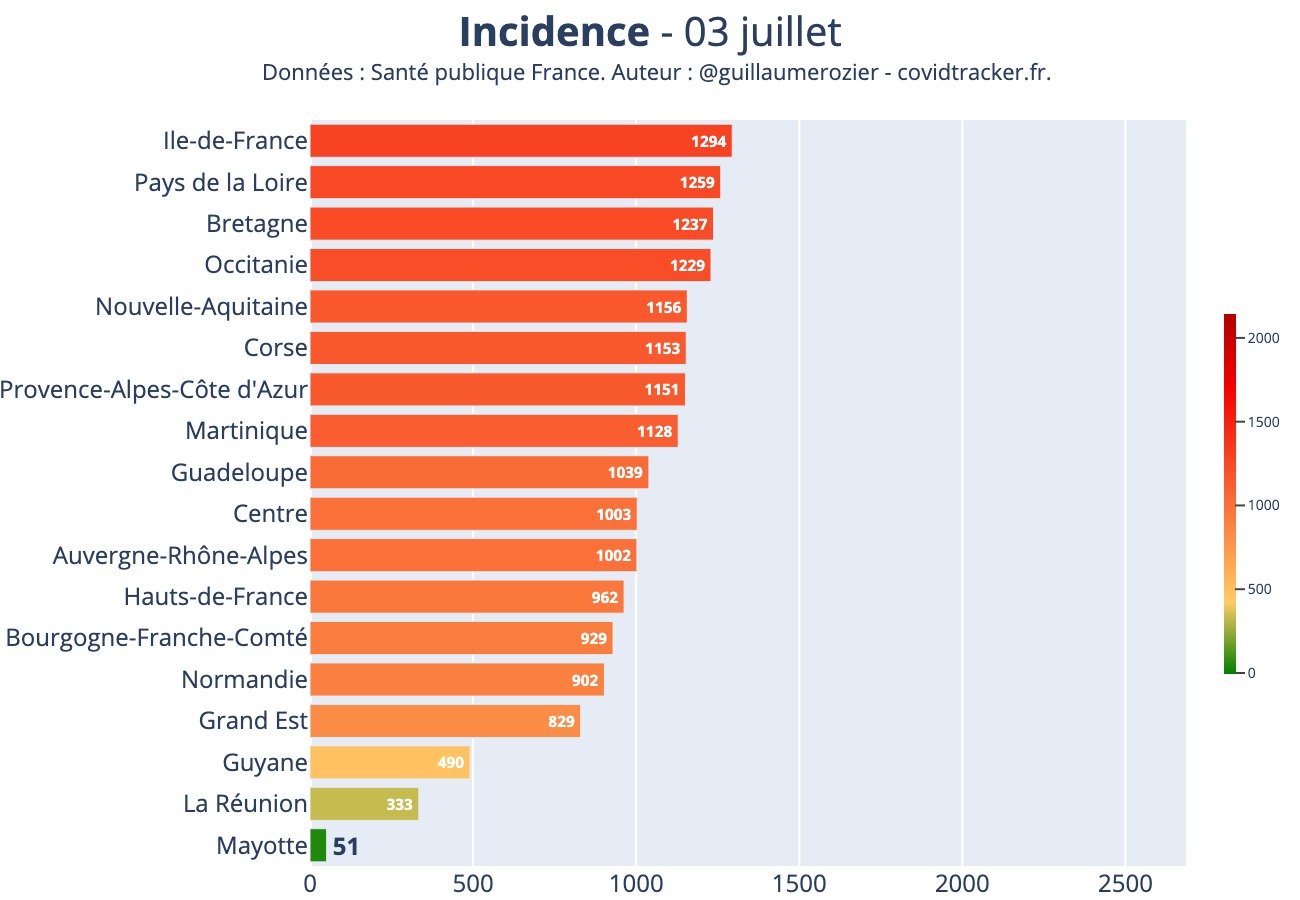 Incidence - 03 juillet
Données : Santé publique France. Auteur : @guillaumerozier - covidtracker.fr.
Ile-de-France 1294
Pays de la Loire 1259
Bretagne 1237
Occitanie 1229
Nouvelle-Aquitaine 1156
Corse 1153
Provence-Alpes-Côte d'Azur 1151
Martinique 1128
Guadeloupe 1039
Centre 1003
Auvergne-Rhône-Alpes 1002
Hauts-de-France 962
Bourgogne-Franche-Comté 929
Normandie 902
Grand Est 829
Guyane 490
La Réunion 333
Mayotte 51
0 500 1000 1500 2000 2500
2000
1500
1000
500
0